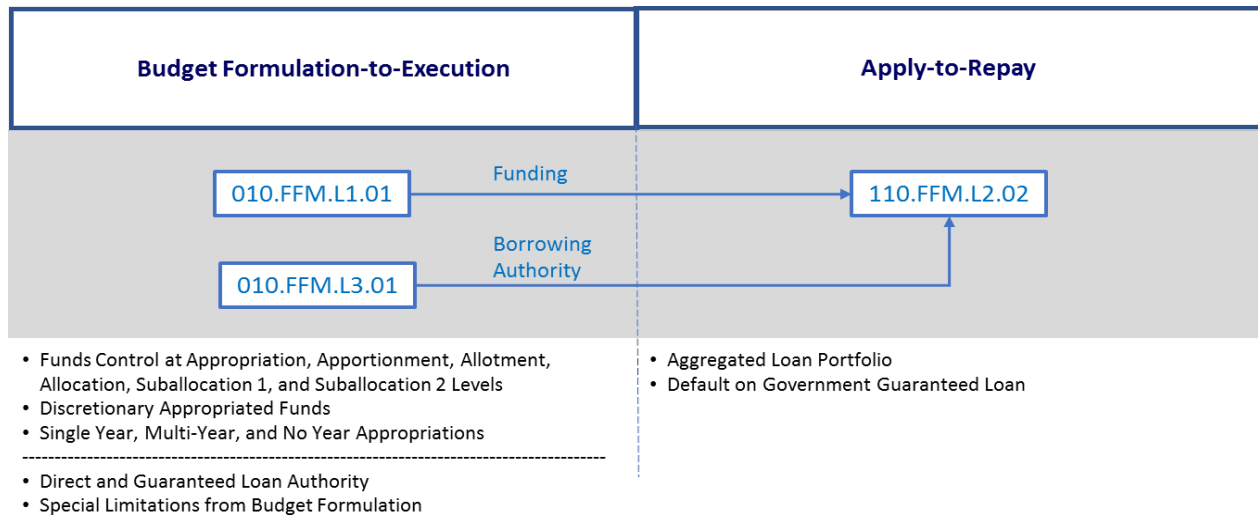 Budget Formulation-to-Execution
Apply-to-Repay
010.FFM.L1.01
Funding
110.FFM.L2.02
Borrowing
Authority
010.FFM.L3.01
• Funds Control at Appropriation, Apportionment, Allotment,
Allocation, Suballocation 1, and Suballocation 2 Levels
• Discretionary Appropriated Funds
• Single Year, Multi-Year, and No Year Appropriations
• Direct and Guaranteed Loan Authority
• Special Limitations from Budget Formulation
• Aggregated Loan Portfolio
• Default on Government Guaranteed Loan